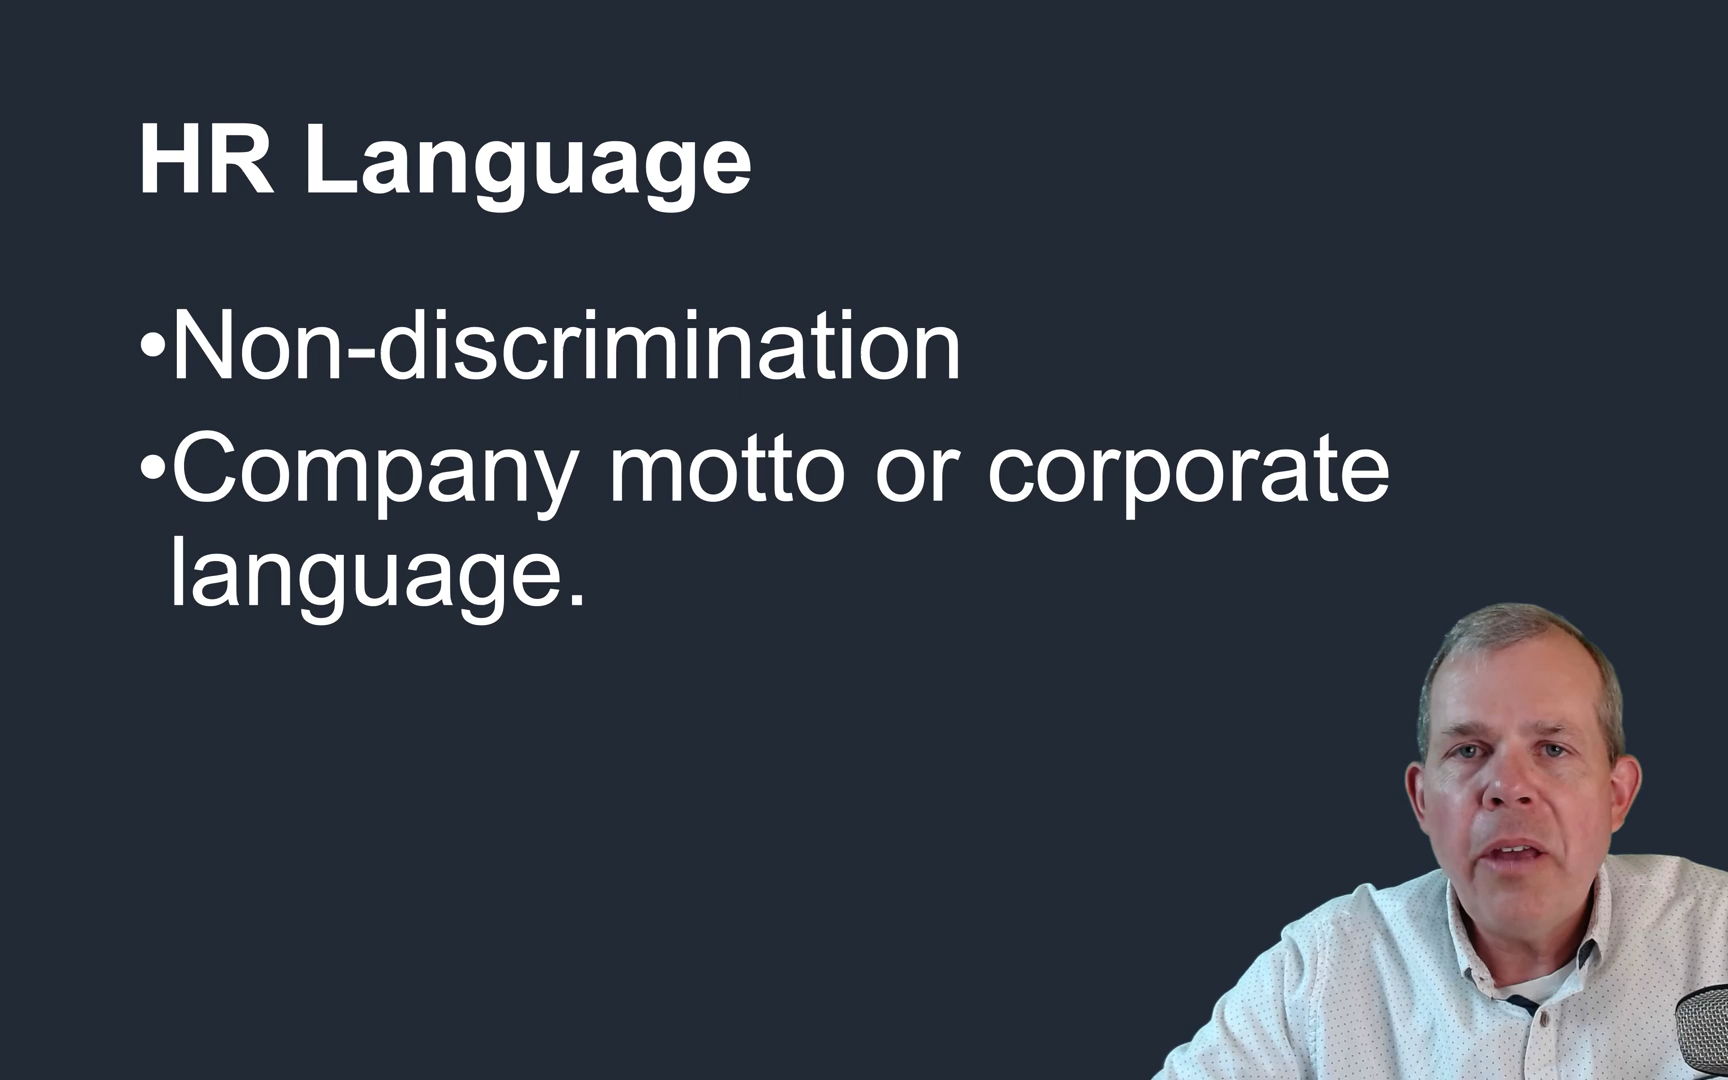 HR Language
•Non-discrimination
•Company motto or corporate
language.